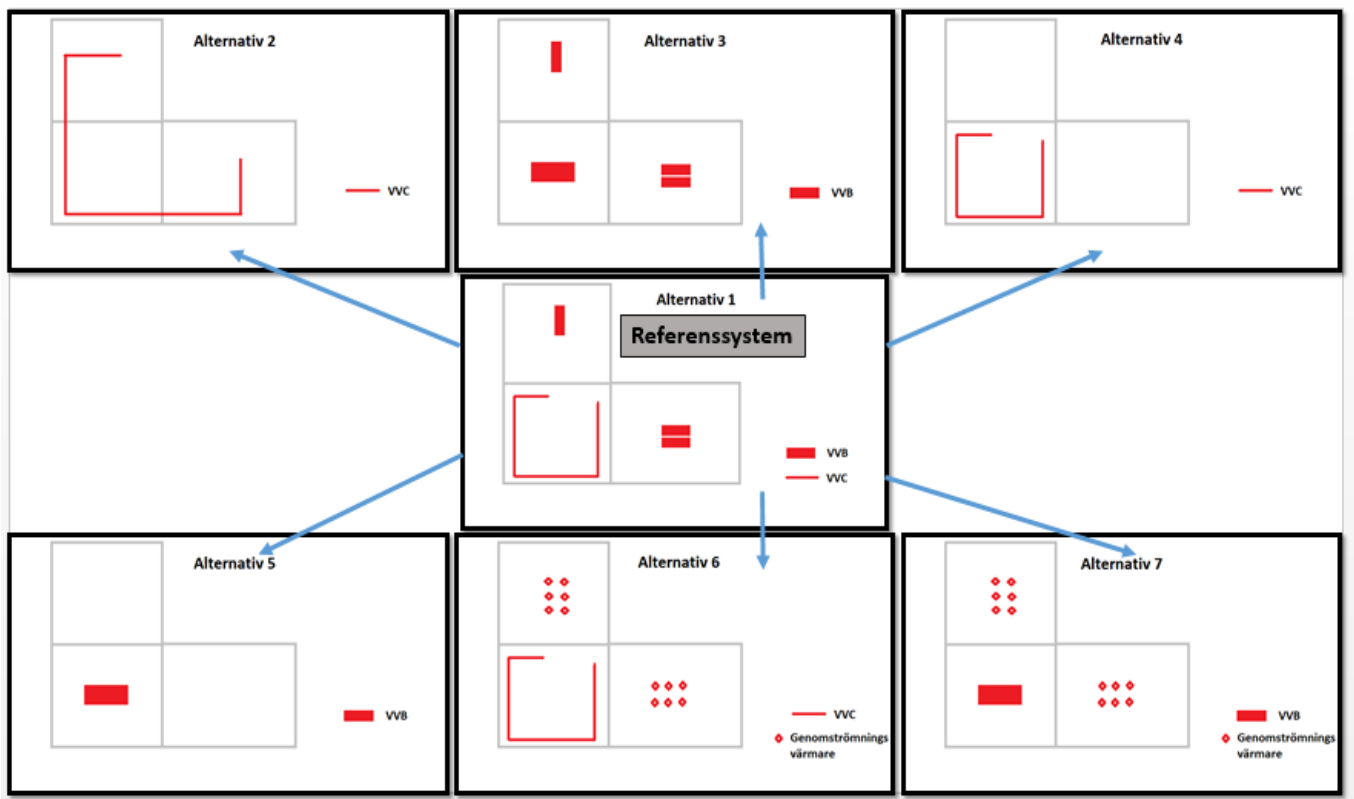 Alternativ 2
VVC
Alternativ 3
VVB
Alternativ 4
VVC
Alternativ 1
Referenssystem
VVB
VVC
Alternativ 5
VVB
Alternativ 6
VVC
Genomströmnings
värmare
Alternativ 7
VVB
Genomströmnings
värmare